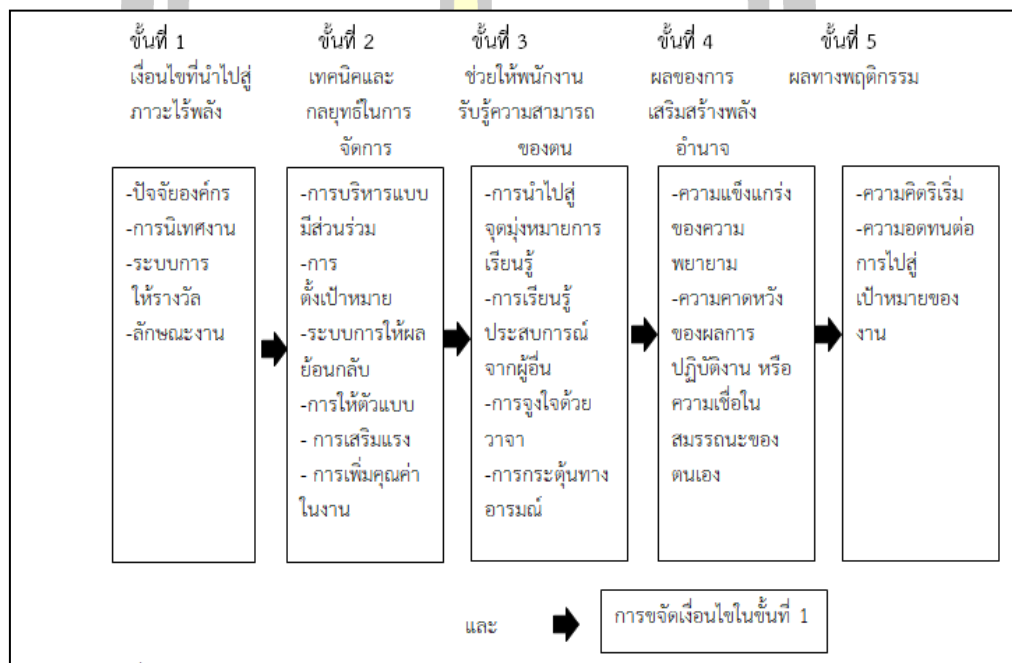 ขั้นที่ 1
เงื่อนไขที่นำไปสู่
ภาวะไร้พลัง
ขั้นที่ 2
เทคนิคและ
กลยุทธ์ในการ
จัดการ
ขั้นที่ 3
ช่วยให้พนักงาน
รับรู้ความสามารถ
ของตน
ขั้นที่ 4
ผลของการ
เสริมสร้างพลัง
อำนาจ
ขั้นที่ 5
ผลทางพฤติกรรม
-ปัจจัยองค์กร
-การนิเทศงาน
-ระบบการ
ให้รางวัล
-ลักษณะงาน
-การบริหารแบบ
มีส่วนร่วม
-การ
ตั้งเป้าหมาย
-ระบบการให้ผล
ย้อนกลับ
-การให้ตัวแบบ
- การเสริมแรง
- การเพิ่มคุณค่า
ในงาน
-การนำไปสู่
จุดมุ่งหมายการ
เรียนรู้
-การเรียนรู้
ประสบการณ์
จากผู้อื่น
-การจูงใจด้วย
วาจา
-การกระตุ้นทาง
อารมณ์
-ความแข็งแกร่ง
ของความ
พยายาม
-ความคาดหวัง
ของผลการ
ปฏิบัติงาน หรือ
ความเชื่อใน
สมรรถนะของ
ตนเอง
-ความคิดริเริ่ม
-ความอดทนต่อ
การไปสู่
เป้าหมายของ
งาน
และ
การขจัดเงื่อนไขในขั้นที่ 1